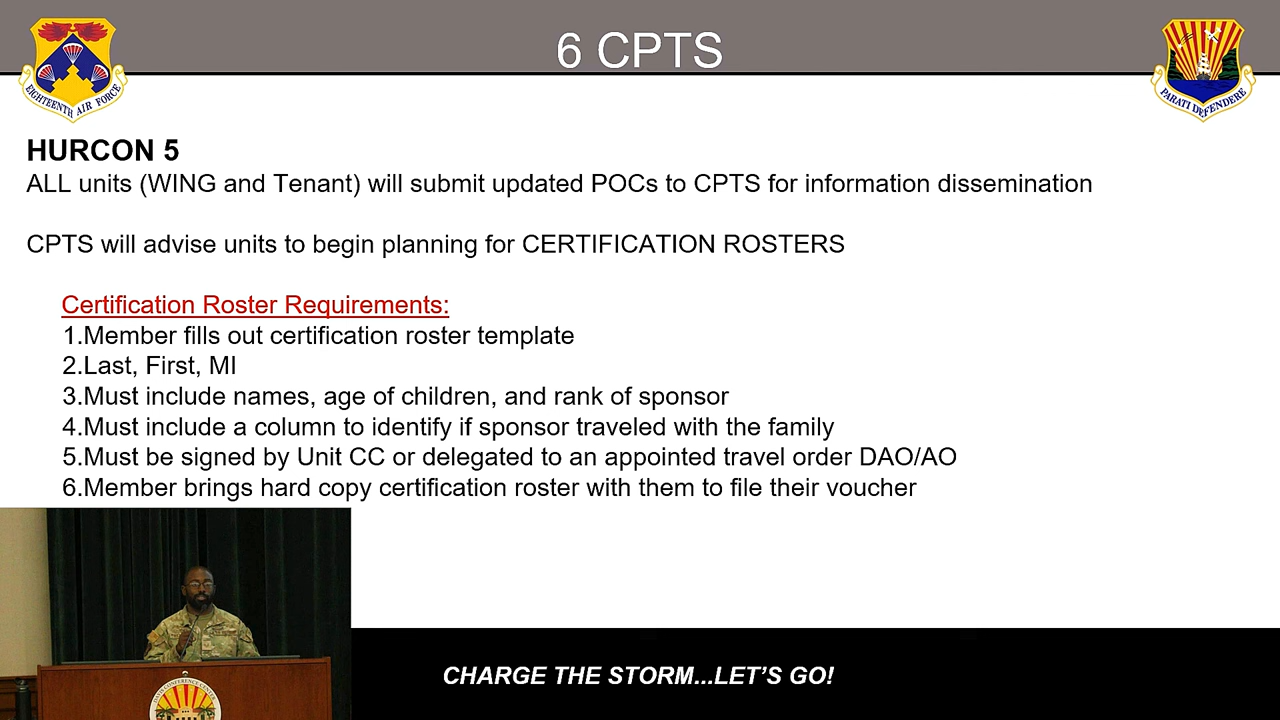 6 CPTS
EIGHTEENTH AIR FORCE
PARATI DEFENDERE
HURCON 5
ALL units (WING and Tenant) will submit updated POCs to CPTS for information dissemination
CPTS will advise units to begin planning for CERTIFICATION ROSTERS
Certification Roster Requirements:
1.Member fills out certification roster template
2.Last, First, MI
3.Must include names, age of children, and rank of sponsor
4.Must include a column to identify if sponsor traveled with the family
5.Must be signed by Unit CC or delegated to an appointed travel order DAO/AO
6.Member brings hard copy certification roster with them to file their voucher
DAVIS CONFERENCE CENTER
CHARGE THE STORM...LET'S GO!